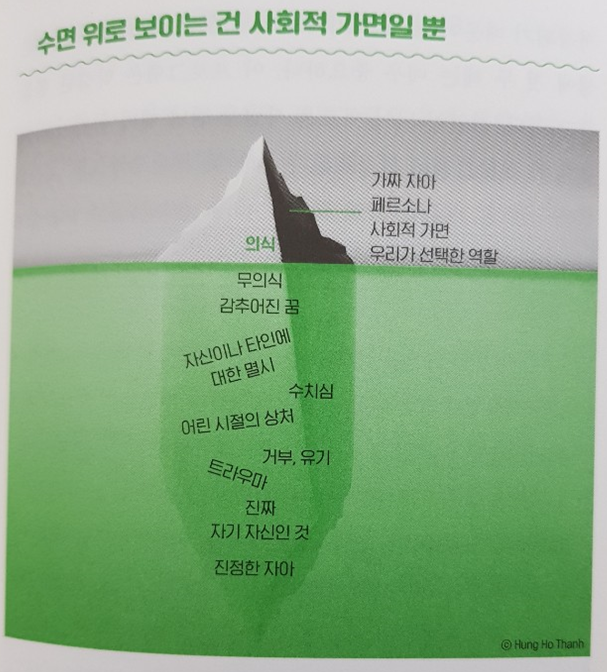 수면 위로 보이는 건 사회적 가면일 뿐
가짜 자아
페르소나
사회적 가면
우리가 선택한 역할
의식
무의식
감추어진 꿈
자신이나 타인에
대한 멸시
수치심
어린 시절의 상처
거부, 유기
트라우마
진짜
자기 자신인 것
진정한 자아
ⓒ Hung Ho Thanh